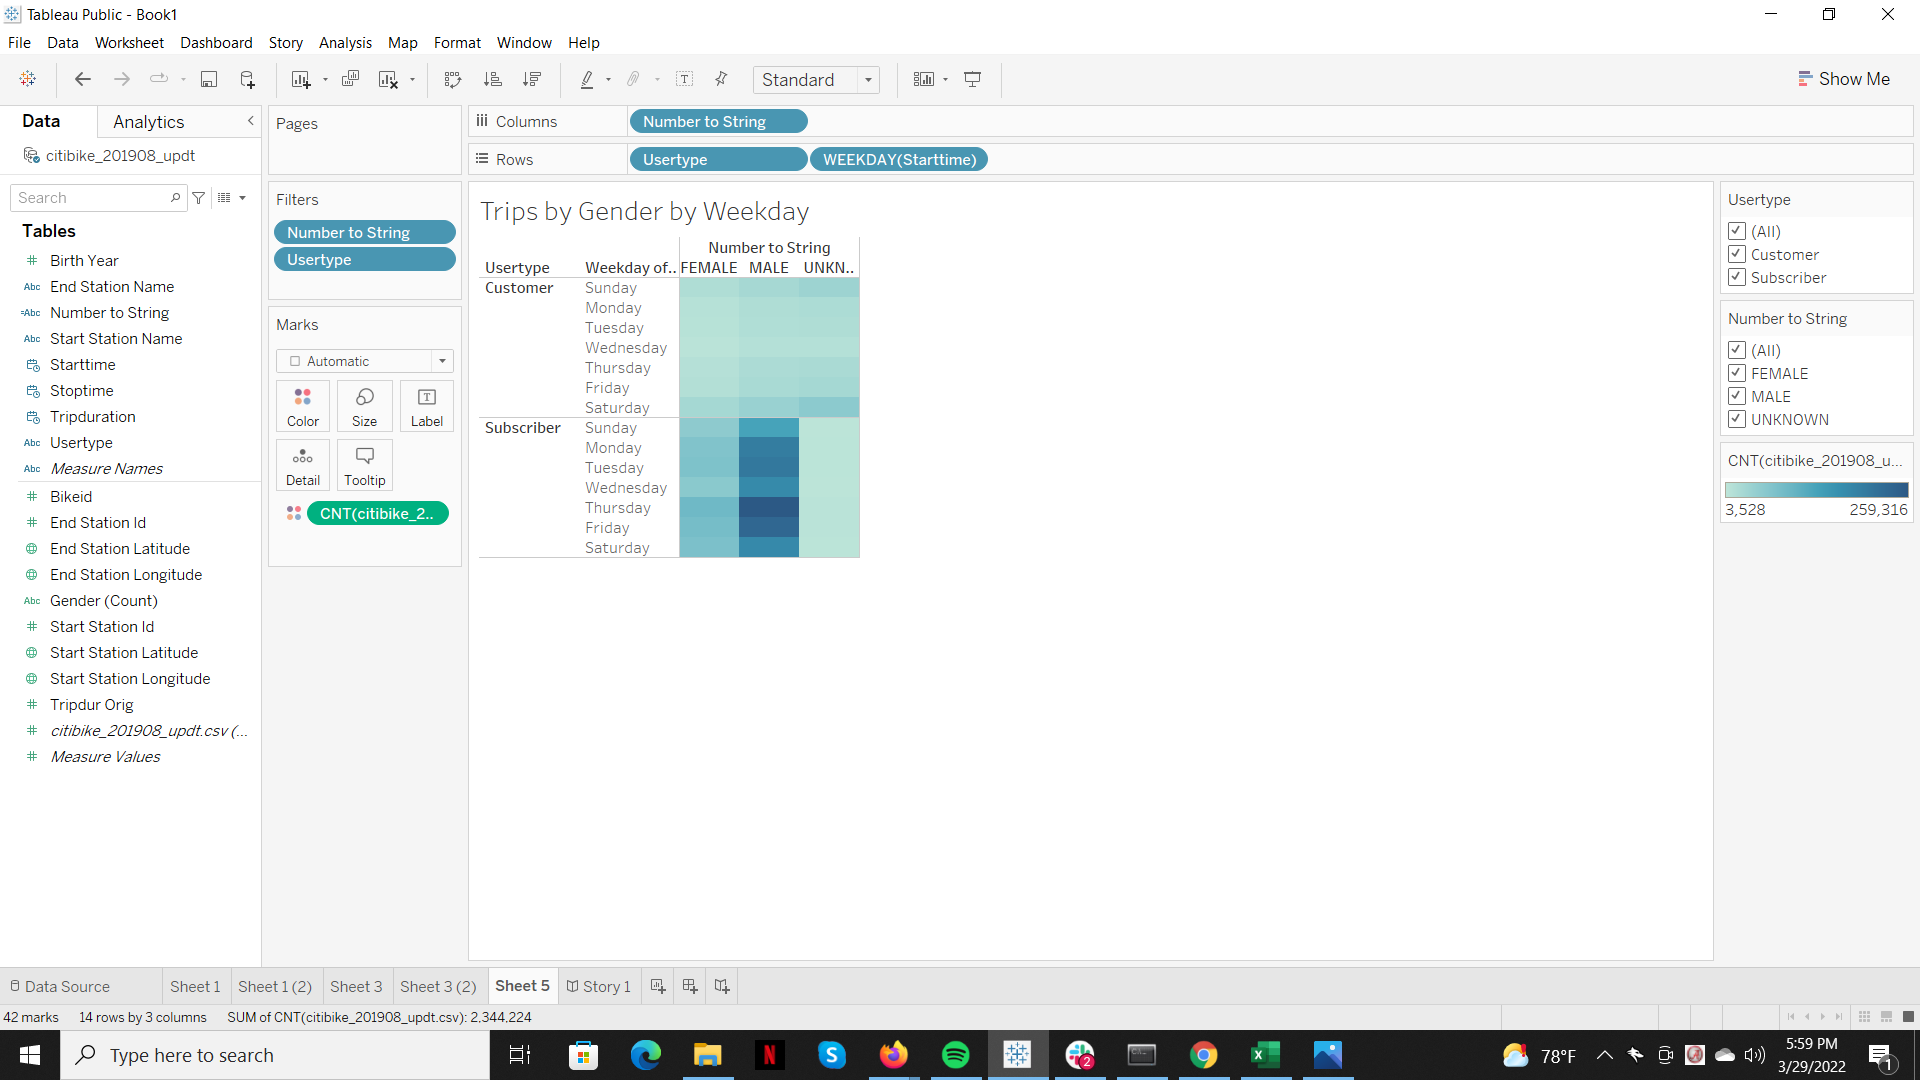 Tableau Public - Book1
File Data Worksheet Dashboard Story Analysis Map Format Window Help
Standard
Show Me
Data Analytics
citibike_201908_updt
Search
Tables
Birth Year
Abc End Station Name
=Abc Number to String
Abc Start Station Name
Starttime
Stoptime
Tripduration
Abc Usertype
Abc Measure Names
Bikeid
End Station Id
End Station Latitude
End Station Longitude
Abc Gender (Count)
Start Station Id
Start Station Latitude
Start Station Longitude
Tripdur Orig
citibike_201908_updt.csv (...
Measure Values
Pages
Filters
Number to String
Usertype
Marks
Automatic
Color Size Label
Detail Tooltip
CNT(citibike_2..
Columns Number to String
Rows Usertype WEEKDAY(Starttime)
Trips by Gender by Weekday
Number to String
Usertype Weekday of.. FEMALE MALE UNKN..
Customer Sunday
Monday
Tuesday
Wednesday
Thursday
Friday
Saturday
Subscriber Sunday
Monday
Tuesday
Wednesday
Thursday
Friday
Saturday
Usertype
(All)
Customer
Subscriber
Number to String
(All)
FEMALE
MALE
UNKNOWN
CNT(citibike_201908_u...
3,528 259,316
Data Source Sheet 1 Sheet 1 (2) Sheet 3 Sheet 3 (2) Sheet 5 Story 1
42 marks 14 rows by 3 columns SUM of CNT(citibike_201908_updt.csv): 2,344,224
Type here to search
N
S
2
X
78°F
5:59 PM
3/29/2022
1